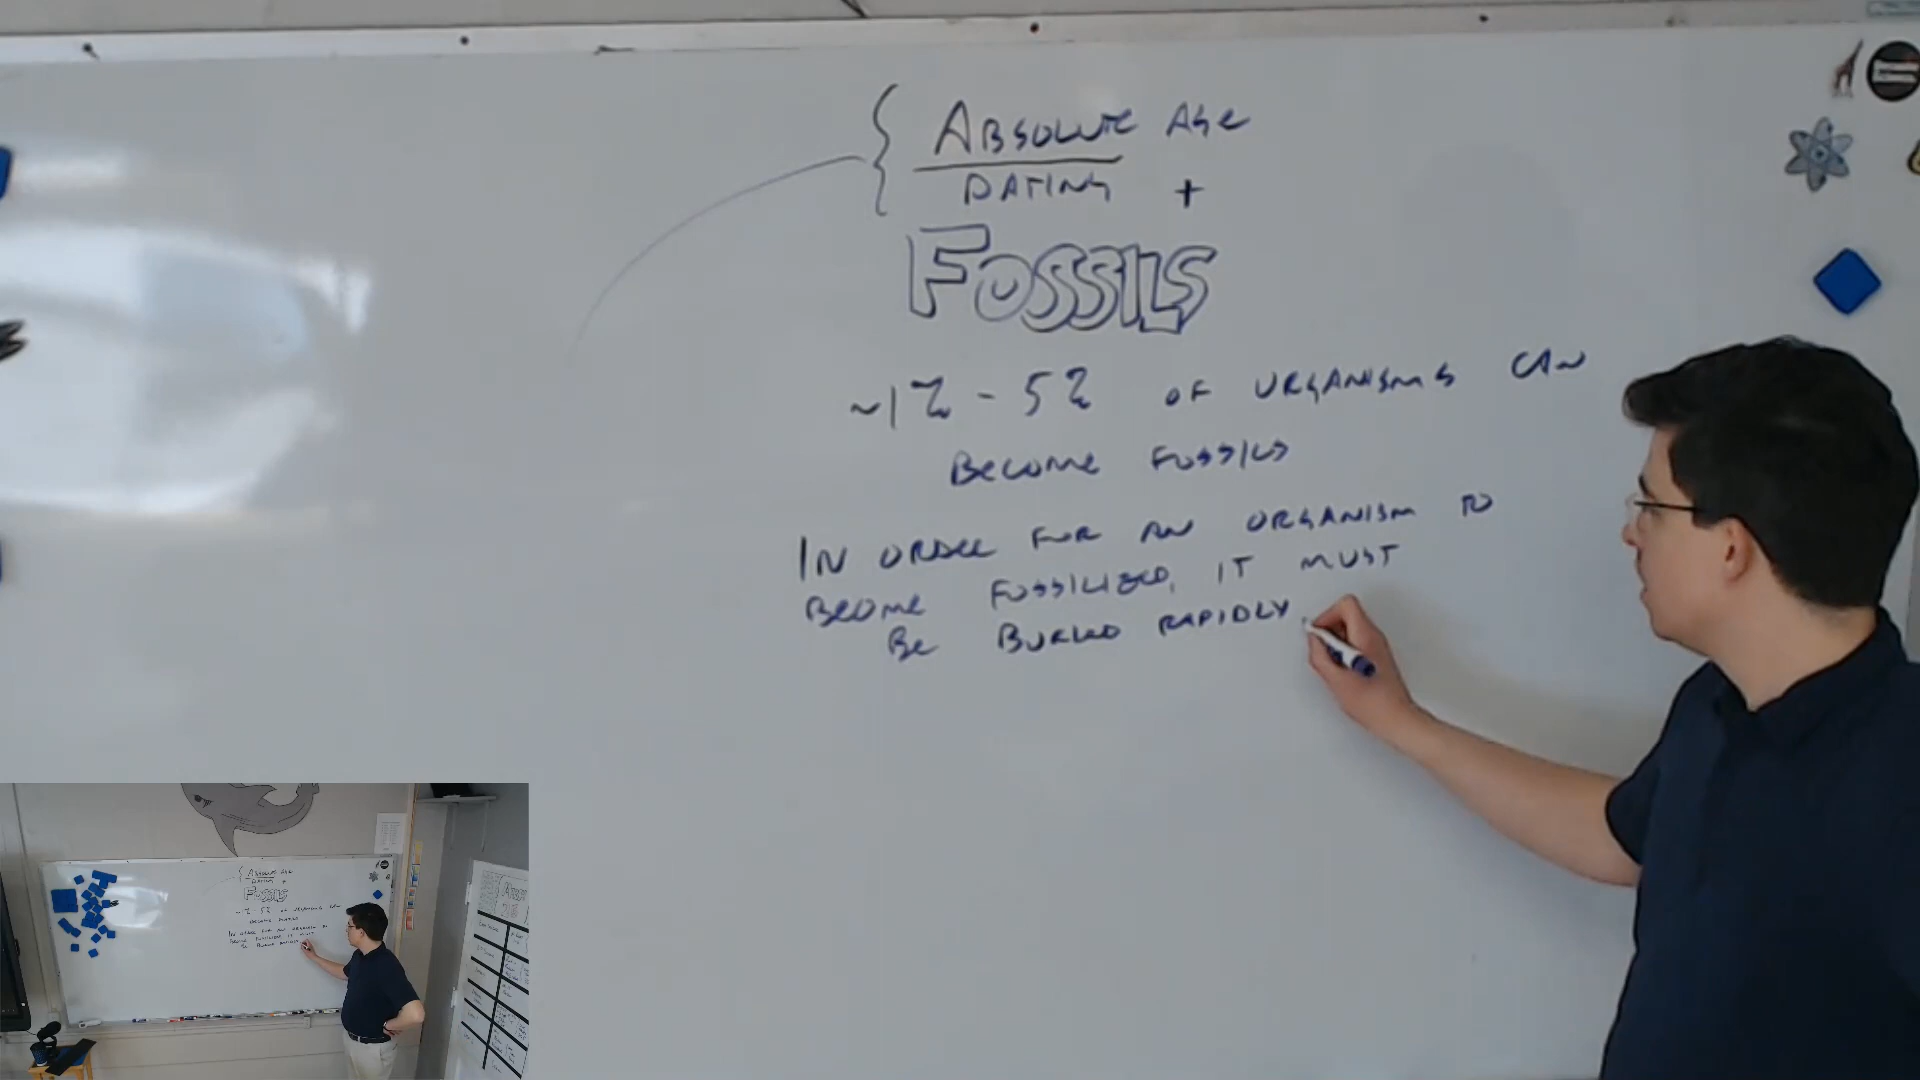 ABSOLUTE AGE
DATING +
FOSSILS
~1% - 5% OF ORGANISMS CAN
BECOME FOSSILS
IN ORDER FOR AN ORGANISM TO
BECOME FOSSILIZED, IT MUST
BE BURIED RAPIDLY.